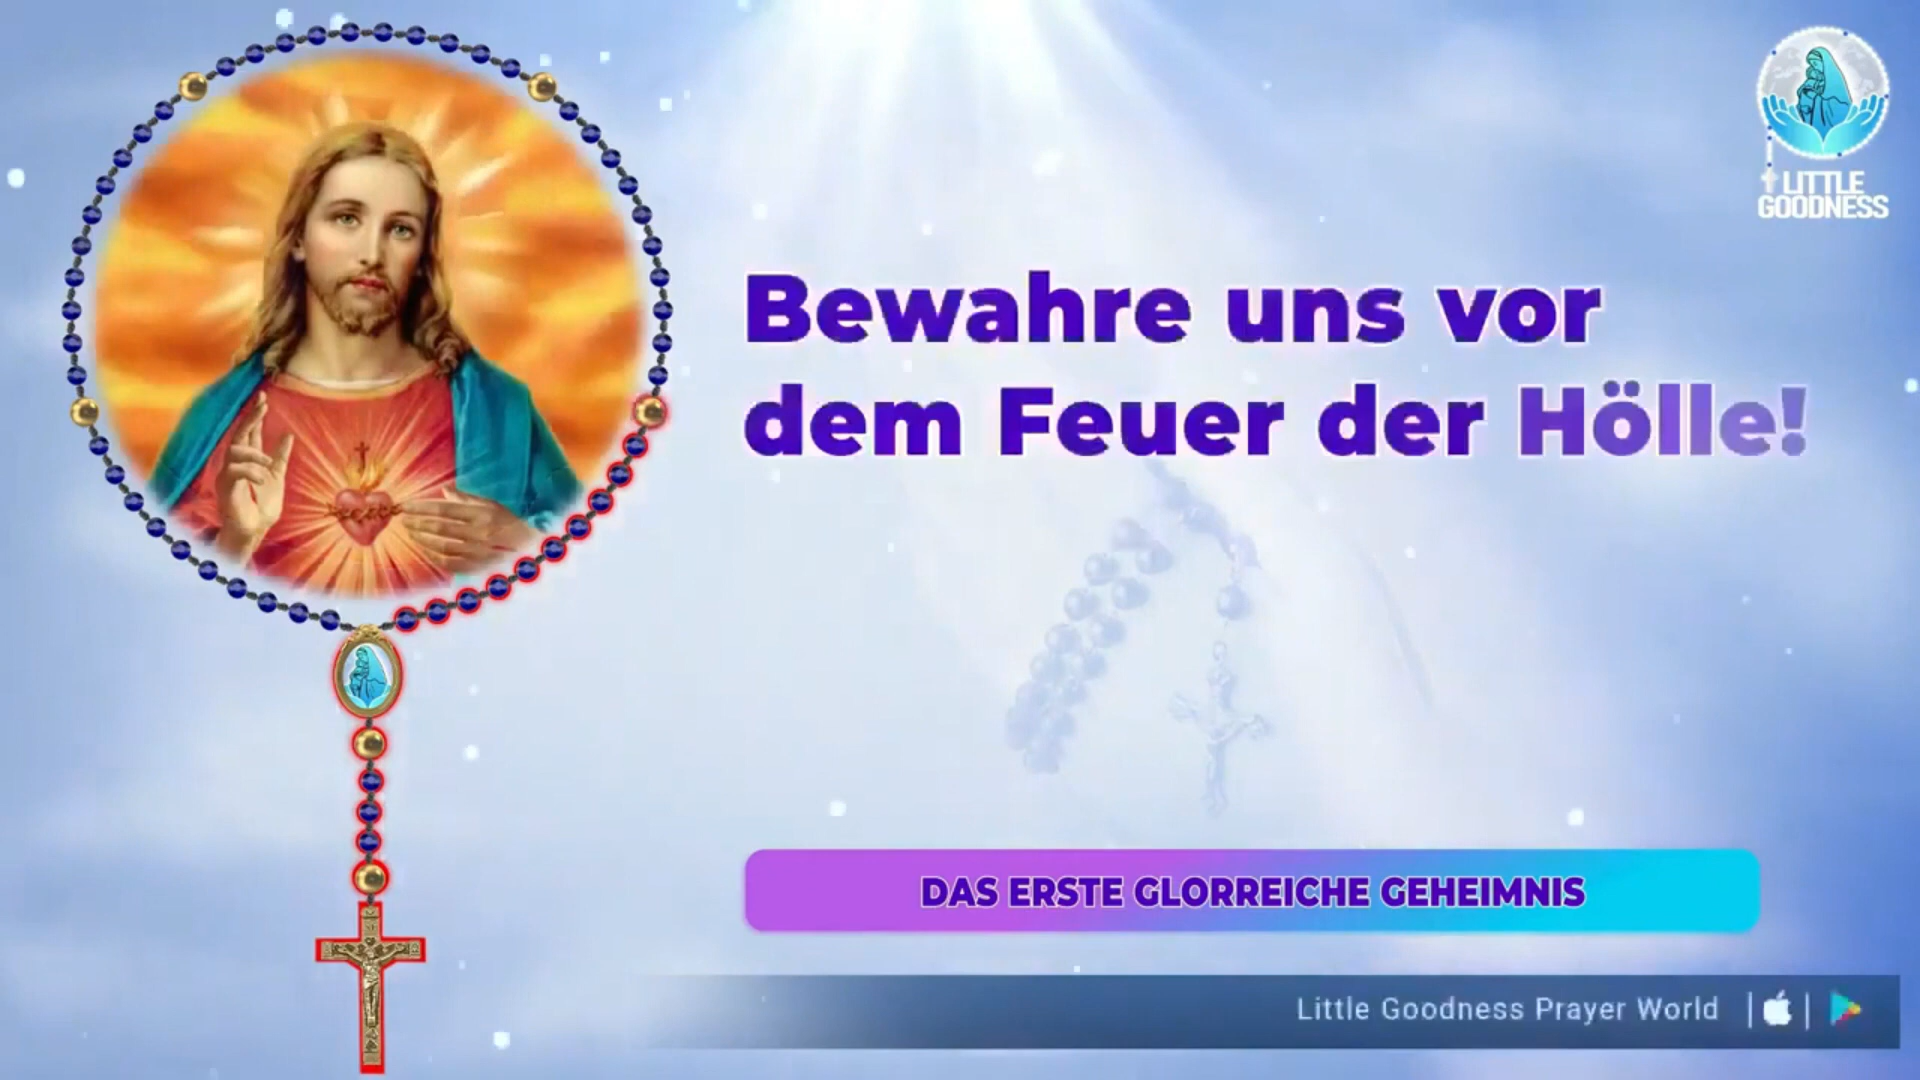 LITTLE
GOODNESS
Bewahre uns vor
dem Feuer der Hölle!
DAS ERSTE GLORREICHE GEHEIMNIS
Little Goodness Prayer World